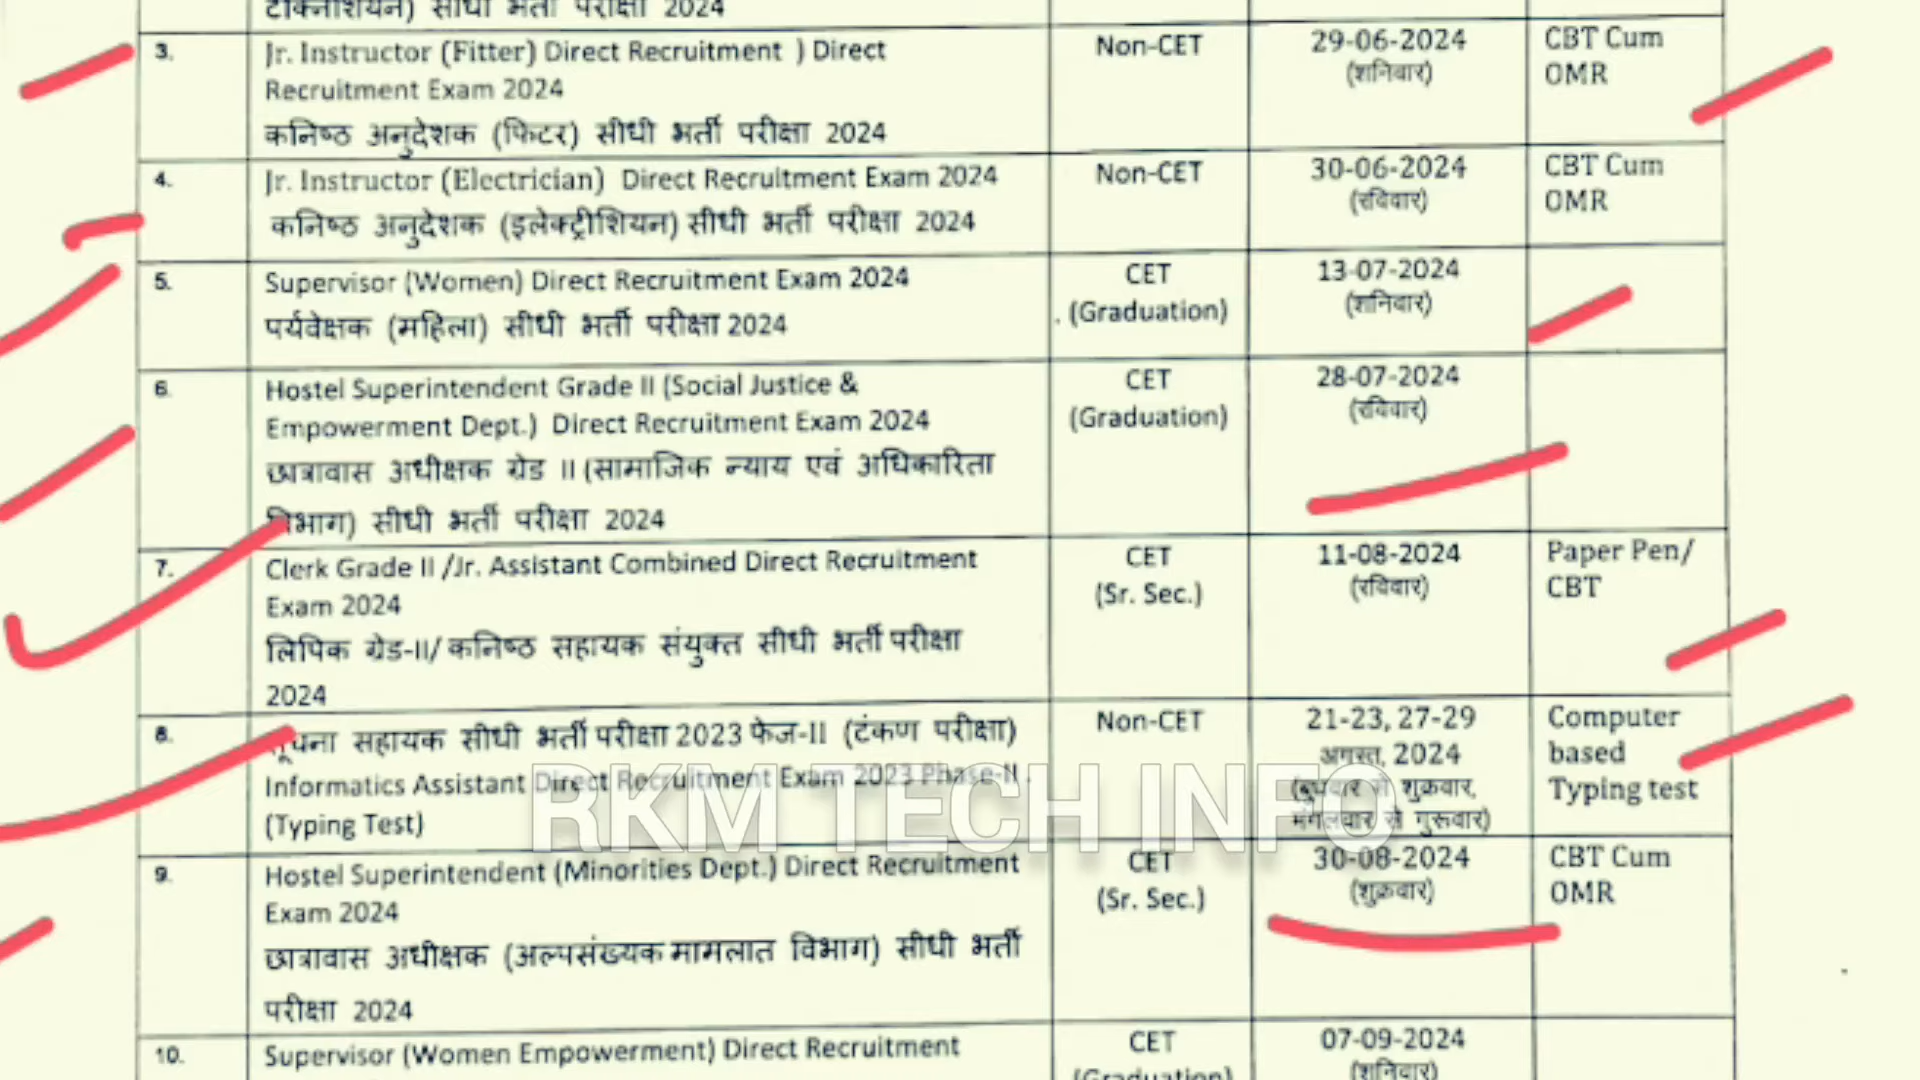 टेक्नीशियन) सीधी भर्ती परीक्षा 2024
3. Jr. Instructor (Fitter) Direct Recruitment ) Direct Non-CET 29-06-2024 CBT Cum
(शनिवार) OMR
Recruitment Exam 2024
कनिष्ठ अनुदेशक (फिटर) सीधी भर्ती परीक्षा 2024
4. Jr. Instructor (Electrician) Direct Recruitment Exam 2024 Non-CET 30-06-2024 CBT Cum
(रविवार) OMR
कनिष्ठ अनुदेशक (इलेक्ट्रीशियन) सीधी भर्ती परीक्षा 2024
5. Supervisor (Women) Direct Recruitment Exam 2024 CET 13-07-2024
पर्यवेक्षक (महिला) सीधी भर्ती परीक्षा 2024 (Graduation) (शनिवार)
6. Hostel Superintendent Grade II (Social Justice & CET 28-07-2024
Empowerment Dept.) Direct Recruitment Exam 2024 (Graduation) (रविवार)
छात्रावास अधीक्षक ग्रेड II (सामाजिक न्याय एवं अधिकारिता
विभाग) सीधी भर्ती परीक्षा 2024
7. Clerk Grade II /Jr. Assistant Combined Direct Recruitment CET 11-08-2024 Paper Pen/
Exam 2024 (Sr. Sec.) (रविवार) CBT
लिपिक ग्रेड-II/ कनिष्ठ सहायक संयुक्त सीधी भर्ती परीक्षा
2024
8. सूचना सहायक सीधी भर्ती परीक्षा 2023 फेज-II (टंकण परीक्षा) Non-CET 21-23, 27-29 Computer
अगस्त, 2024 based
Informatics Assistant Direct Recruitment Exam 2023 Phase-II . (बुधवार से शुक्रवार, Typing test
(Typing Test) मंगलवार से गुरूवार)
RKM TECH INFO
9. Hostel Superintendent (Minorities Dept.) Direct Recruitment CET 30-08-2024 CBT Cum
Exam 2024 (Sr. Sec.) (शुक्रवार) OMR
छात्रावास अधीक्षक (अल्पसंख्यक मामलात विभाग) सीधी भर्ती
परीक्षा 2024
10. Supervisor (Women Empowerment) Direct Recruitment CET 07-09-2024
(Graduation) (शनिवार)